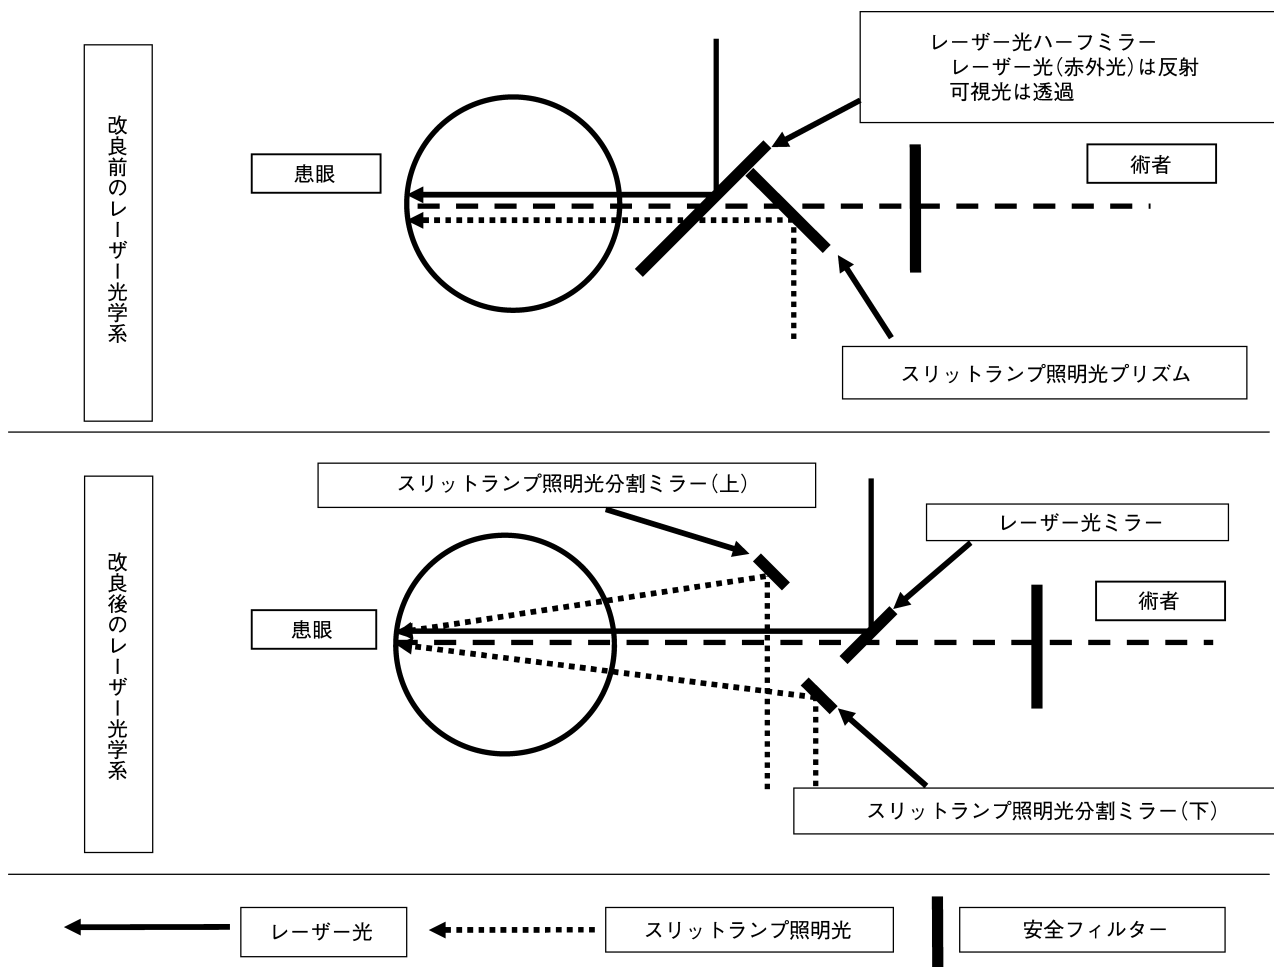 改良前のレーザー光学系
患眼
レーザー光ハーフミラー
レーザー光(赤外光)は反射
可視光は透過
術者
スリットランプ照明光プリズム
改良後のレーザー光学系
スリットランプ照明光分割ミラー(上)
レーザー光ミラー
患眼
術者
スリットランプ照明光分割ミラー(下)
レーザー光
スリットランプ照明光
安全フィルター